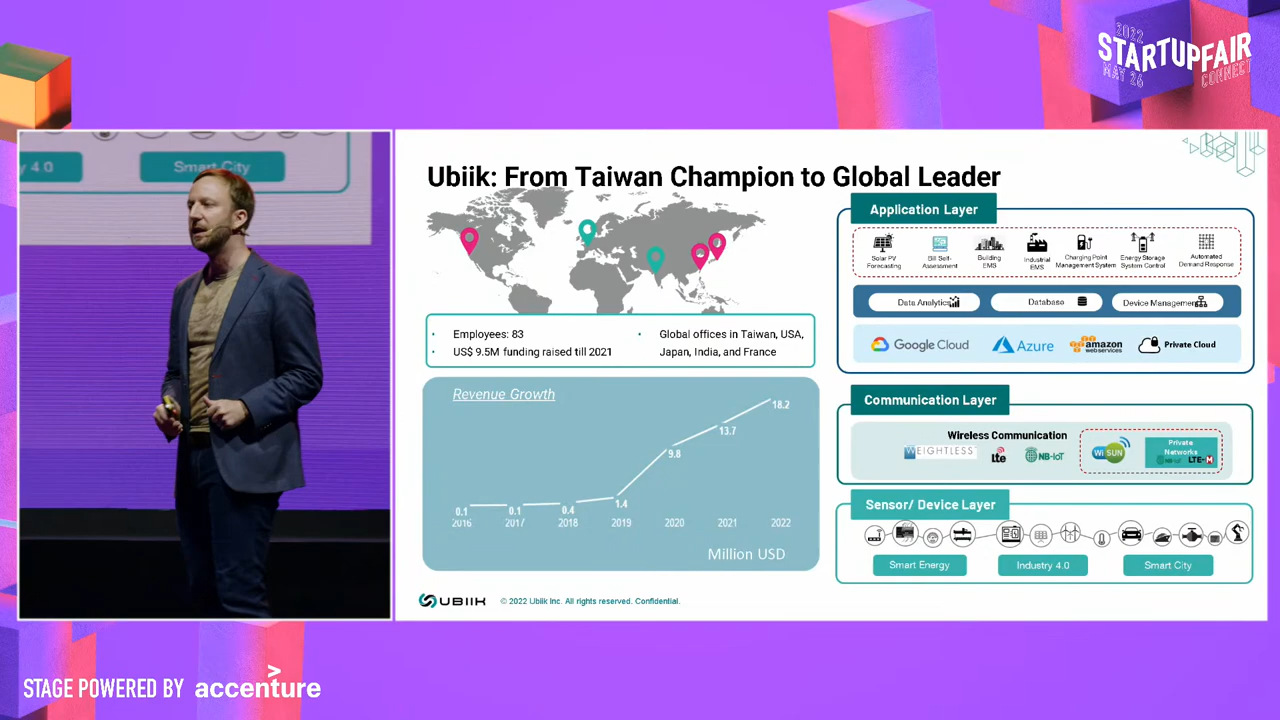 2022
STARTUPFAIR
MAY 26
CONNECT
y 4.0
Smart City
Ubiik: From Taiwan Champion to Global Leader
• Employees: 83
• US$ 9.5M funding raised till 2021
• Global offices in Taiwan, USA,
Japan, India, and France
Revenue Growth
0.1
0.1
0.4
1.4
9.8
13.7
18.2
2016
2017
2018
2019
2020
2021
2022
Million USD
Application Layer
Solar PV
Forecasting
Bill Self-
Assessment
Building
EMS
Industrial
EMS
Charging Point
Management System
Energy Storage
System Control
Automated
Demand Response
Data Analytics
Database
Device Management
Google Cloud
Azure
amazon
webservices
Private Cloud
Communication Layer
Wireless Communication
WEIGHTLESS
lte
NB-IoT
Wi SUN
Private
Networks
NB-IoT
LTE-M
Sensor/ Device Layer
Smart Energy
Industry 4.0
Smart City
UBIIK
© 2022 Ubiik Inc. All rights reserved. Confidential.
STAGE POWERED BY accenture